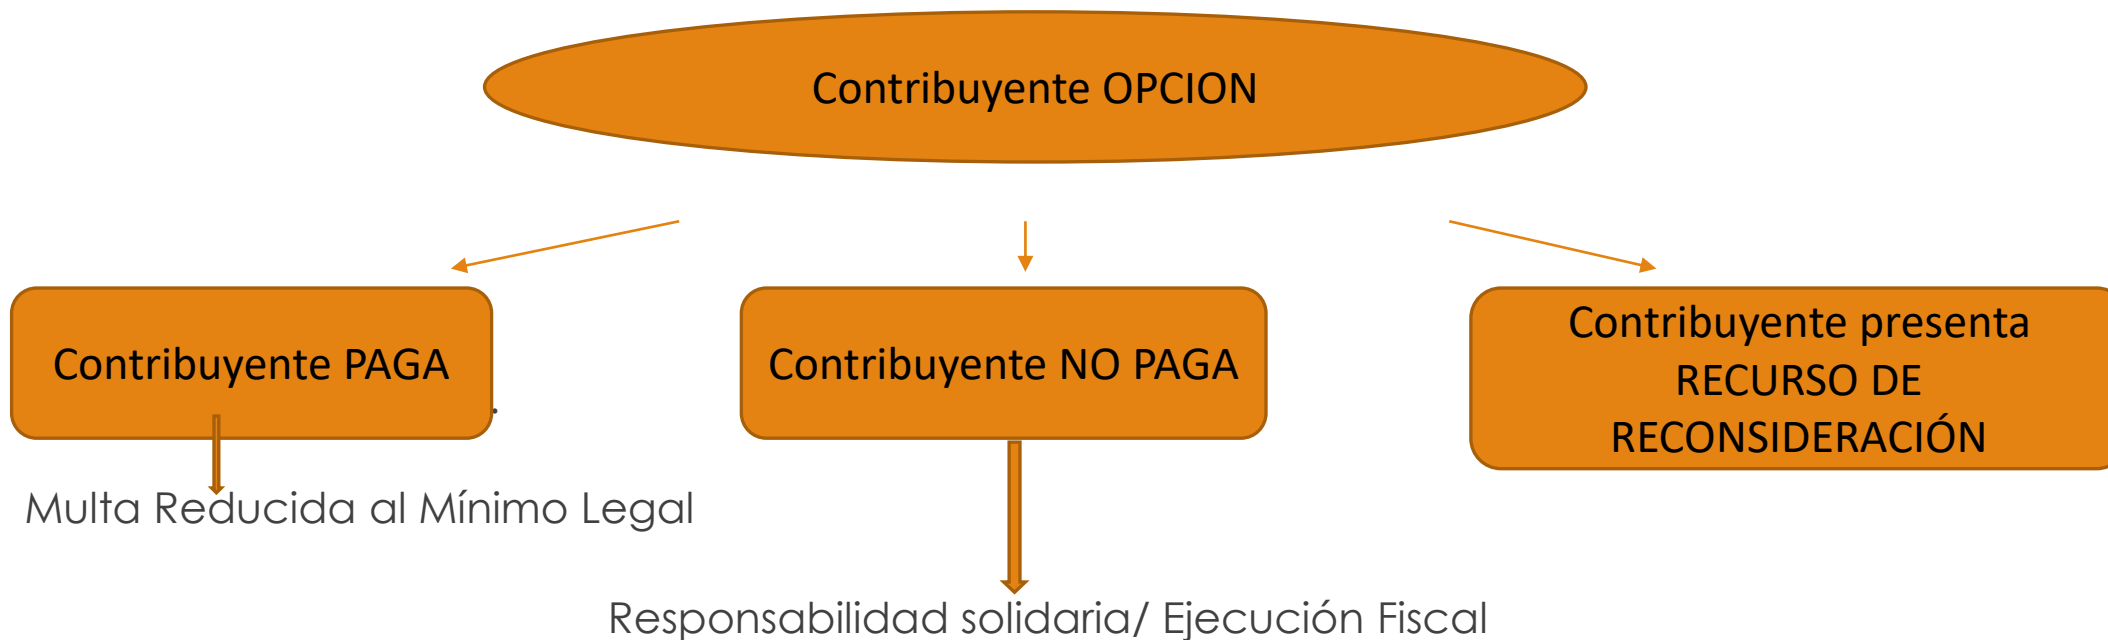 Contribuyente OPCION
Contribuyente PAGA
.
Contribuyente NO PAGA
Contribuyente presenta
RECURSO DE
RECONSIDERACIÓN
Multa Reducida al Mínimo Legal
Responsabilidad solidaria/ Ejecución Fiscal